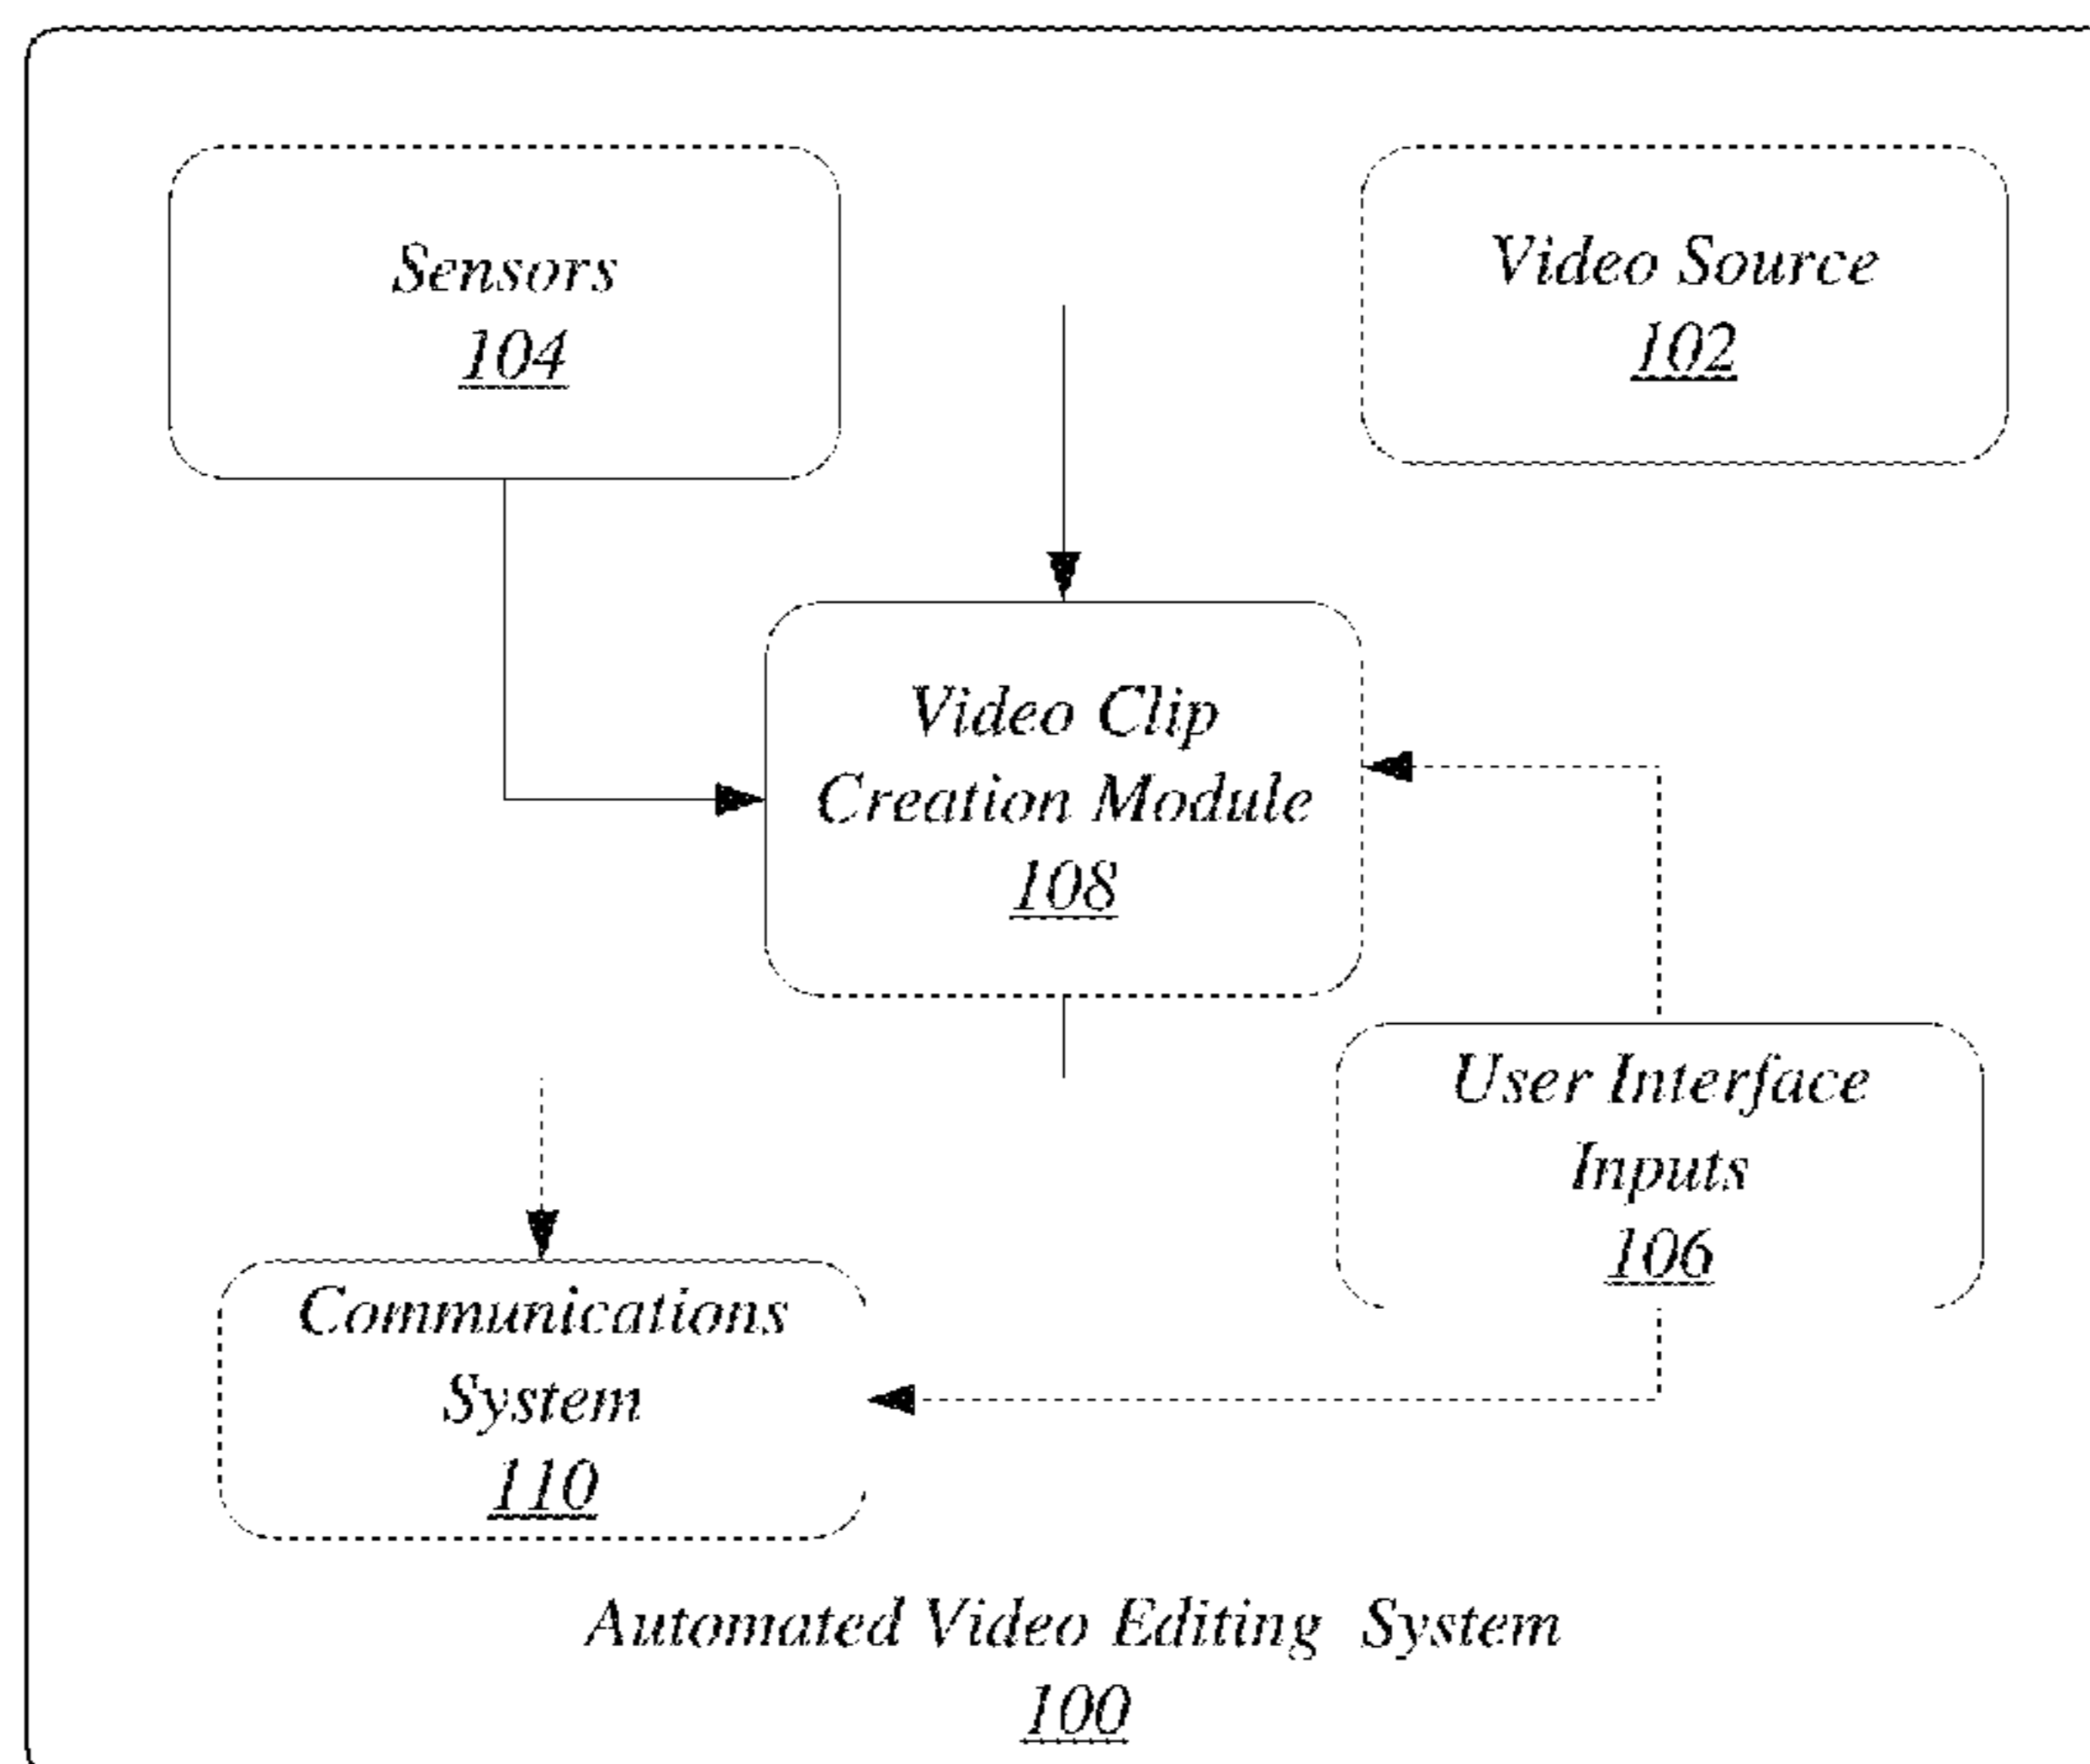 Sensors
104
Video Source
102
Video Clip
Creation Module
108
User Interface
Inputs
106
Communications
System
110
Automated Video Editing System
100